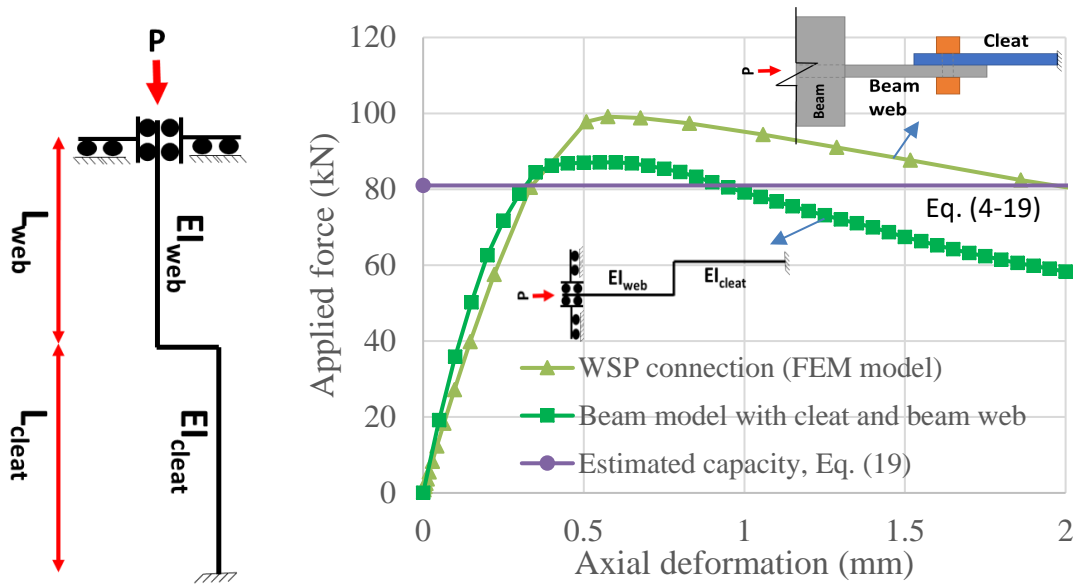 P
L web
EI web
L cleat
EI cleat
Applied force (kN)
120
100
80
60
40
20
0
0
0.5
1
1.5
2
Axial deformation (mm)
P
Beam
Beam
web
Cleat
Eq. (4-19)
P
EI web
EI cleat
WSP connection (FEM model)
Beam model with cleat and beam web
Estimated capacity, Eq. (19)